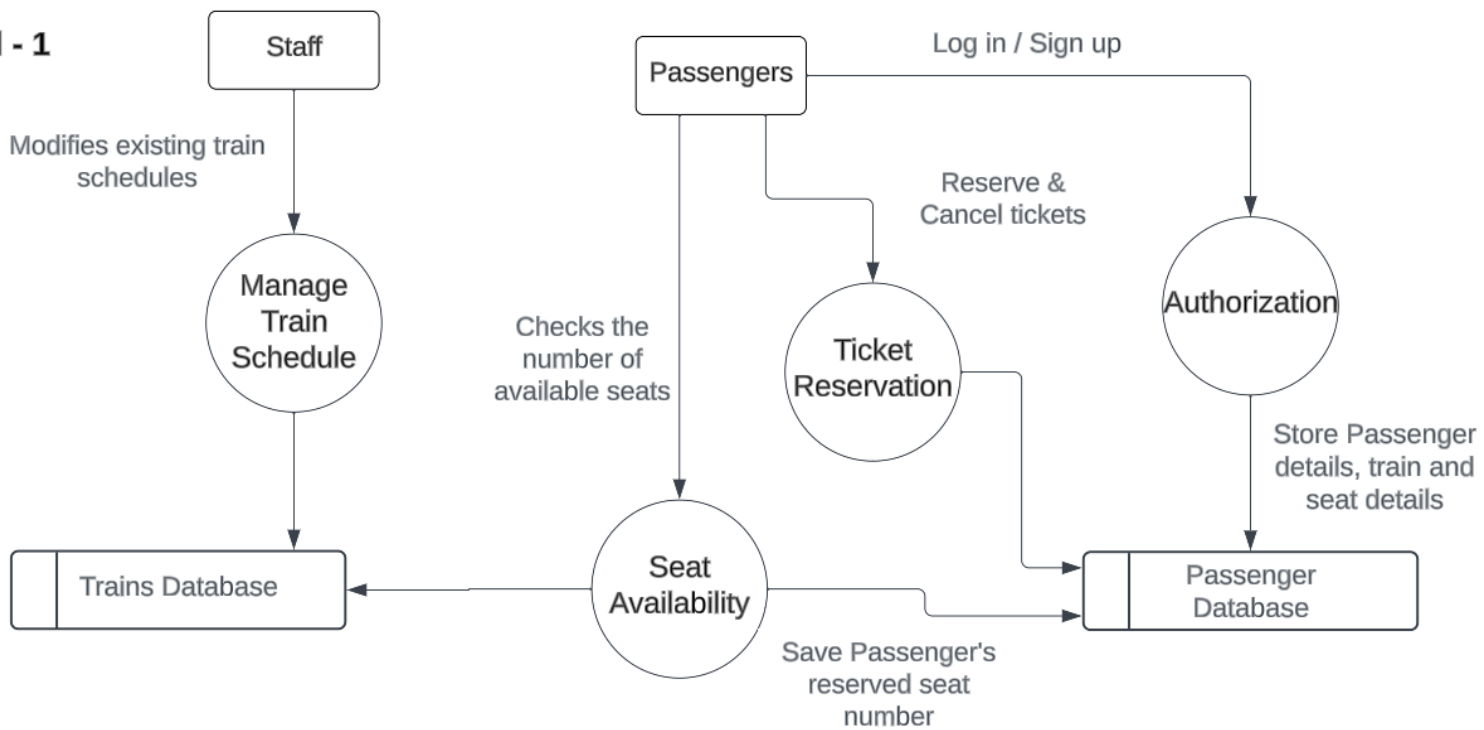 - 1
Staff
Passengers
Log in / Sign up
Modifies existing train
schedules
Reserve &
Cancel tickets
Manage
Train
Schedule
Authorization
Checks the
number of
available seats
Ticket
Reservation
Store Passenger
details, train and
seat details
Trains Database
Seat
Availability
Passenger
Database
Save Passenger's
reserved seat
number